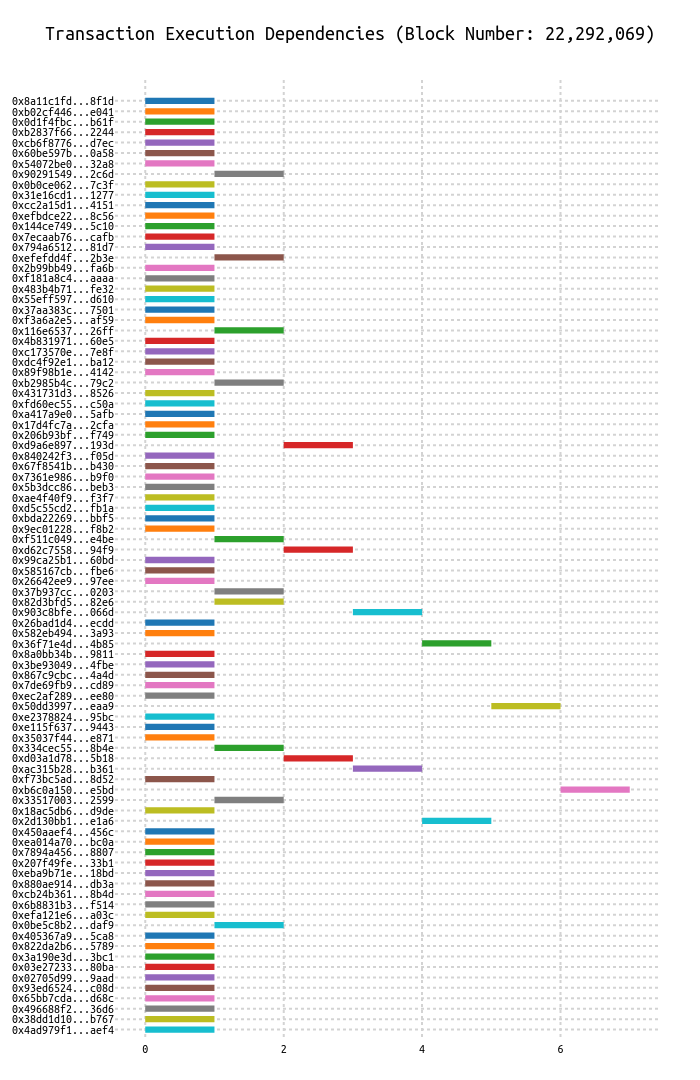 Transaction Execution Dependencies (Block Number: 22,292,069)
0x8a11c1fd...8f1d
0xb02cf446...e041
0x0d1f4fbc...b61f
0xb2837f66...2244
0xcb6f8776...d7ec
0x60be597b...0a58
0x54072be0...32a8
0x90291549...2c6d
0x0b0ce062...7c3f
0x31e16cd1...1277
0xcc2a15d1...4151
0xefbdce22...8c56
0x144ce749...5c10
0x7ecaab76...cafb
0x794a6512...81d7
0xefefdd4f...2b3e
0x2b99bb49...fa6b
0xf181a8c4...aaaa
0x483b4b71...fe32
0x55eff597...d610
0x37aa383c...7501
0xf3a6a2e5...af59
0x116e6537...26ff
0x4b831971...60e5
0xc173570e...7e8f
0xdc4f92e1...ba12
0x89f98b1e...4142
0xb2985b4c...79c2
0x431731d3...8526
0xfd60ec55...c50a
0xa417a9e0...5afb
0x17d4fc7a...2cfa
0x206b93bf...f749
0xd9a6e897...193d
0x840242f3...f05d
0x67f8541b...b430
0x7361e986...b9f0
0x5b3dcc86...beb3
0xae4f40f9...f3f7
0xd5c55cd2...fb1a
0xbda22269...bbf5
0x9ec01228...f8b2
0xf511c049...e4be
0xd62c7558...94f9
0x99ca25b1...60bd
0x585167cb...fbe6
0x26642ee9...97ee
0x37b937cc...0203
0x82d3bfd5...82e6
0x903c8bfe...066d
0x26bad1d4...ecdd
0x582eb494...3a93
0x36f71e4d...4b85
0x8a0bb34b...9811
0x3be93049...4fbe
0x867c9cbc...4a4d
0x7de69fb9...cd89
0xec2af289...ee80
0x50dd3997...eaa9
0xe2378824...95bc
0xe115f637...9443
0x35037f44...e871
0x334cec55...8b4e
0xd03a1d78...5b18
0xac315b28...b361
0xf73bc5ad...8d52
0xb6c0a150...e5bd
0x33517003...2599
0x18ac5db6...d9de
0x2d130bb1...e1a6
0x450aaef4...456c
0xea014a70...bc0a
0x7894a456...8807
0x207f49fe...33b1
0xeba9b71e...18bd
0x880ae914...db3a
0xcb24b361...8b4d
0x6b8831b3...f514
0xefa121e6...a03c
0x0be5c8b2...daf9
0x405367a9...5ca8
0x822da2b6...5789
0x3a190e3d...3bc1
0x03e27233...80ba
0x02705d99...9aad
0x93ed6524...c08d
0x65bb7cda...d68c
0x496688f2...36d6
0x38dd1d10...b767
0x4ad979f1...aef4
0 2 4 6